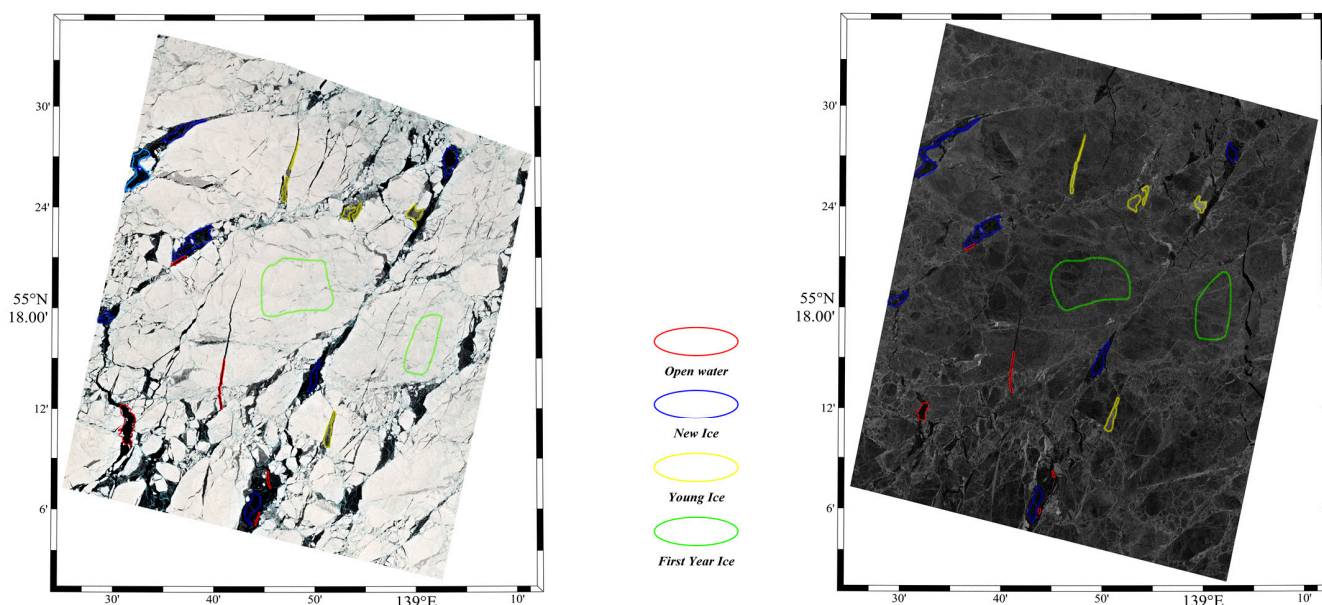 30'
24'
55°N
18.00'
12'
6'
30'
40'
50'
139°E
10'
Open water
New Ice
Young Ice
First Year Ice
30'
24'
55°N
18.00'
12'
6'
30'
40'
50'
139°E
10'